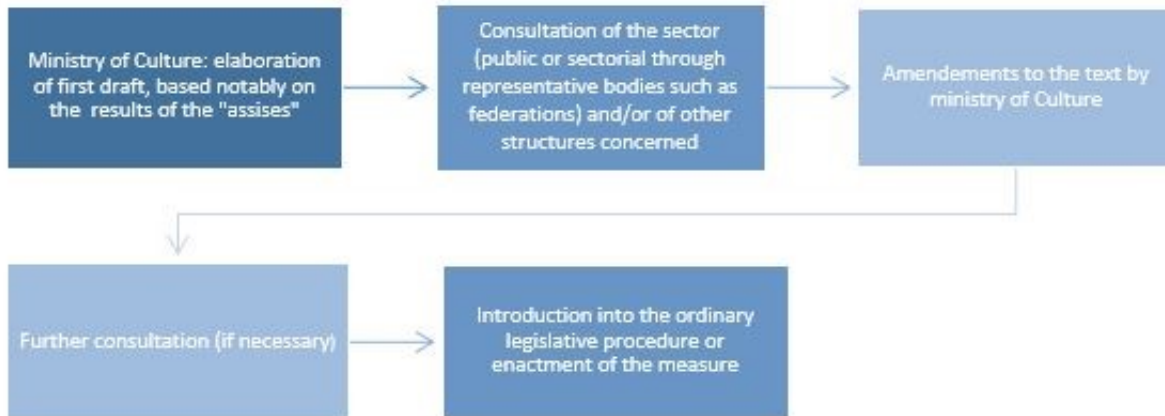 Ministry of Culture: elaboration
of first draft, based notably on
the results of the "assises"
Consultation of the sector
(public or sectorial through
representative bodies such as
federations) and/or of other
structures concerned
Amendements to the text by
ministry of Culture
Further consultation (if necessary)
Introduction into the ordinary
legislative procedure or
enactment of the measure